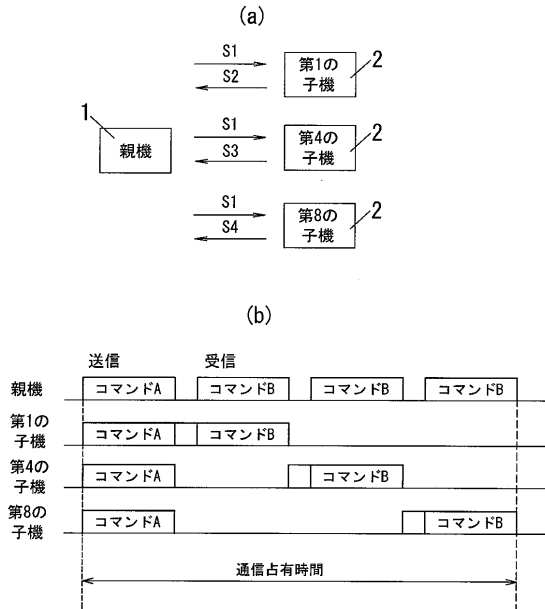 (a)
S1
S2
第1の
子機
2
1
親機
S1
S3
第4の
子機
2
S1
S4
第8の
子機
2
(b)
送信
受信
親機
コマンドA
コマンドB
コマンドB
コマンドB
第1の
子機
コマンドA
コマンドB
第4の
子機
コマンドA
コマンドB
第8の
子機
コマンドA
コマンドB
通信占有時間